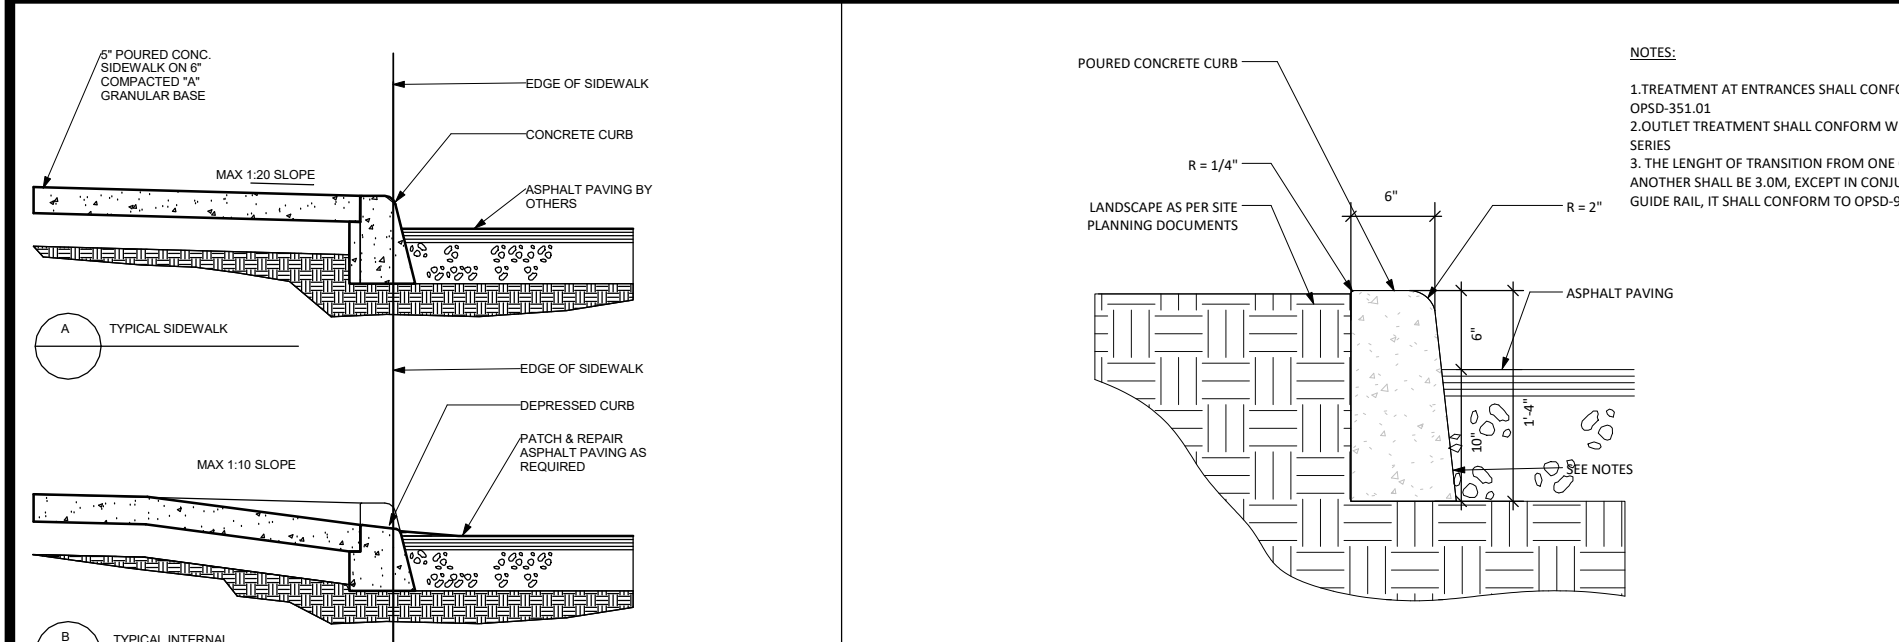 5" POURED CONC.
SIDEWALK ON 6"
COMPACTED "A"
GRANULAR BASE
EDGE OF SIDEWALK
CONCRETE CURB
MAX 1:20 SLOPE
ASPHALT PAVING BY
OTHERS
A
TYPICAL SIDEWALK
EDGE OF SIDEWALK
DEPRESSED CURB
PATCH & REPAIR
ASPHALT PAVING AS
REQUIRED
MAX 1:10 SLOPE
B
TYPICAL INTERNAL
POURED CONCRETE CURB
R = 1/4"
LANDSCAPE AS PER SITE
PLANNING DOCUMENTS
6"
R = 2"
ASPHALT PAVING
6"
1'-4"
10"
SEE NOTES
NOTES:
1.TREATMENT AT ENTRANCES SHALL CONFO
OPSD-351.01
2.OUTLET TREATMENT SHALL CONFORM W
SERIES
3. THE LENGHT OF TRANSITION FROM ONE
ANOTHER SHALL BE 3.0M, EXCEPT IN CONJU
GUIDE RAIL, IT SHALL CONFORM TO OPSD-9